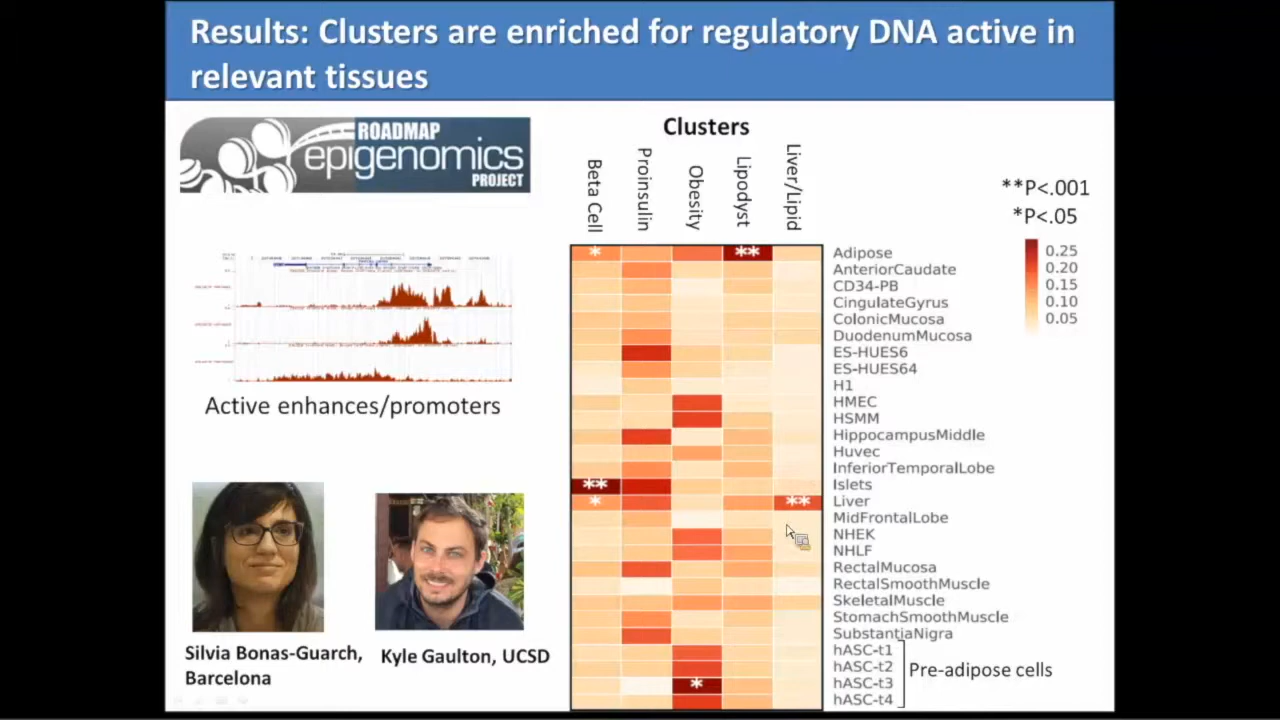 Results: Clusters are enriched for regulatory DNA active in
relevant tissues
ROADMAP
epigenomics
PROJECT
Active enhances/promoters
Silvia Bonas-Guarch,
Barcelona
Kyle Gaulton, UCSD
Clusters
Beta Cell
Proinsulin
Obesity
Lipodyst
Liver/Lipid
**P<.001
*P<.05
0.25
0.20
0.15
0.10
0.05
* ** Adipose
AnteriorCaudate
CD34-PB
CingulateGyrus
ColonicMucosa
DuodenumMucosa
ES-HUES6
ES-HUES64
H1
HMEC
HSMM
HippocampusMiddle
Huvec
InferiorTemporalLobe
** Islets
* ** Liver
MidFrontalLobe
NHEK
NHLF
RectalMucosa
RectalSmoothMuscle
SkeletalMuscle
StomachSmoothMuscle
SubstantiaNigra
hASC-t1
hASC-t2
* hASC-t3
hASC-t4
Pre-adipose cells